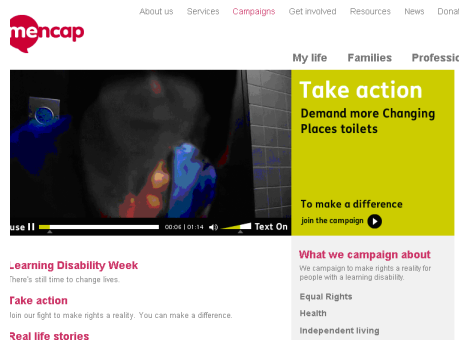 About us Services Campaigns Get involved Resources News Donat
mencap
My life Families Professio
Take action
Demand more Changing
Places toilets
To make a difference
join the campaign
use 00:06 | 01:14 Text On
What we campaign about
We campaign to make rights a reality for
people with a learning disability.
Equal Rights
Health
Independent living
Learning Disability Week
There's still time to change lives.
Take action
Join our fight to make rights a reality. You can make a difference.
Real life stories